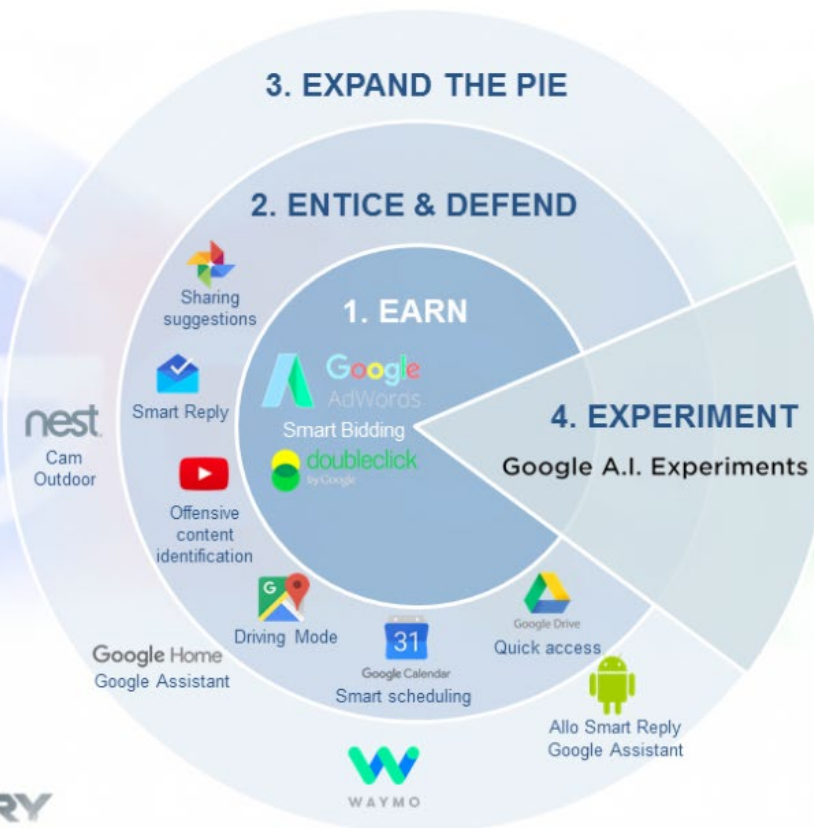 3. EXPAND THE PIE
2. ENTICE & DEFEND
Sharing
suggestions
1. EARN
Google
AdWords
Smart Bidding
doubleclick
by Google
Smart Reply
nest
Cam
Outdoor
4. EXPERIMENT
Google A.I. Experiments
Offensive
content
identification
G
Driving Mode
31
Google Calendar
Smart scheduling
Google Drive
Quick access
Google Home
Google Assistant
Allo Smart Reply
Google Assistant
WAYMO
RY